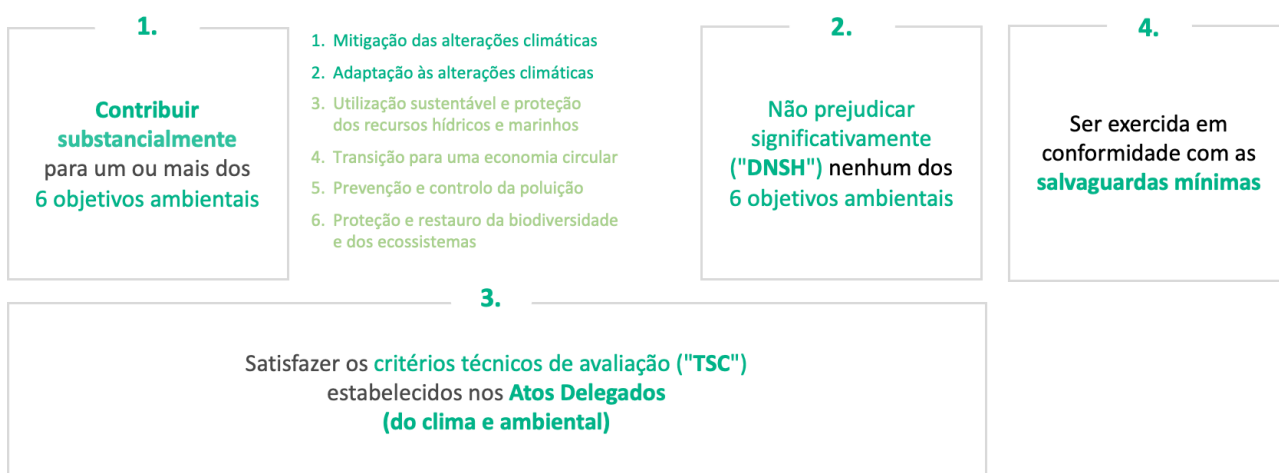 1.
Contribuir
substancialmente
para um ou mais dos
6 objetivos ambientais
1. Mitigação das alterações climáticas
2. Adaptação às alterações climáticas
3. Utilização sustentável e proteção
dos recursos hídricos e marinhos
4. Transição para uma economia circular
5. Prevenção e controlo da poluição
6. Proteção e restauro da biodiversidade
e dos ecossistemas
2.
Não prejudicar
significativamente
("DNSH") nenhum dos
6 objetivos ambientais
4.
Ser exercida em
conformidade com as
salvaguardas mínimas
3.
Satisfazer os critérios técnicos de avaliação ("TSC")
estabelecidos nos Atos Delegados
(do clima e ambiental)